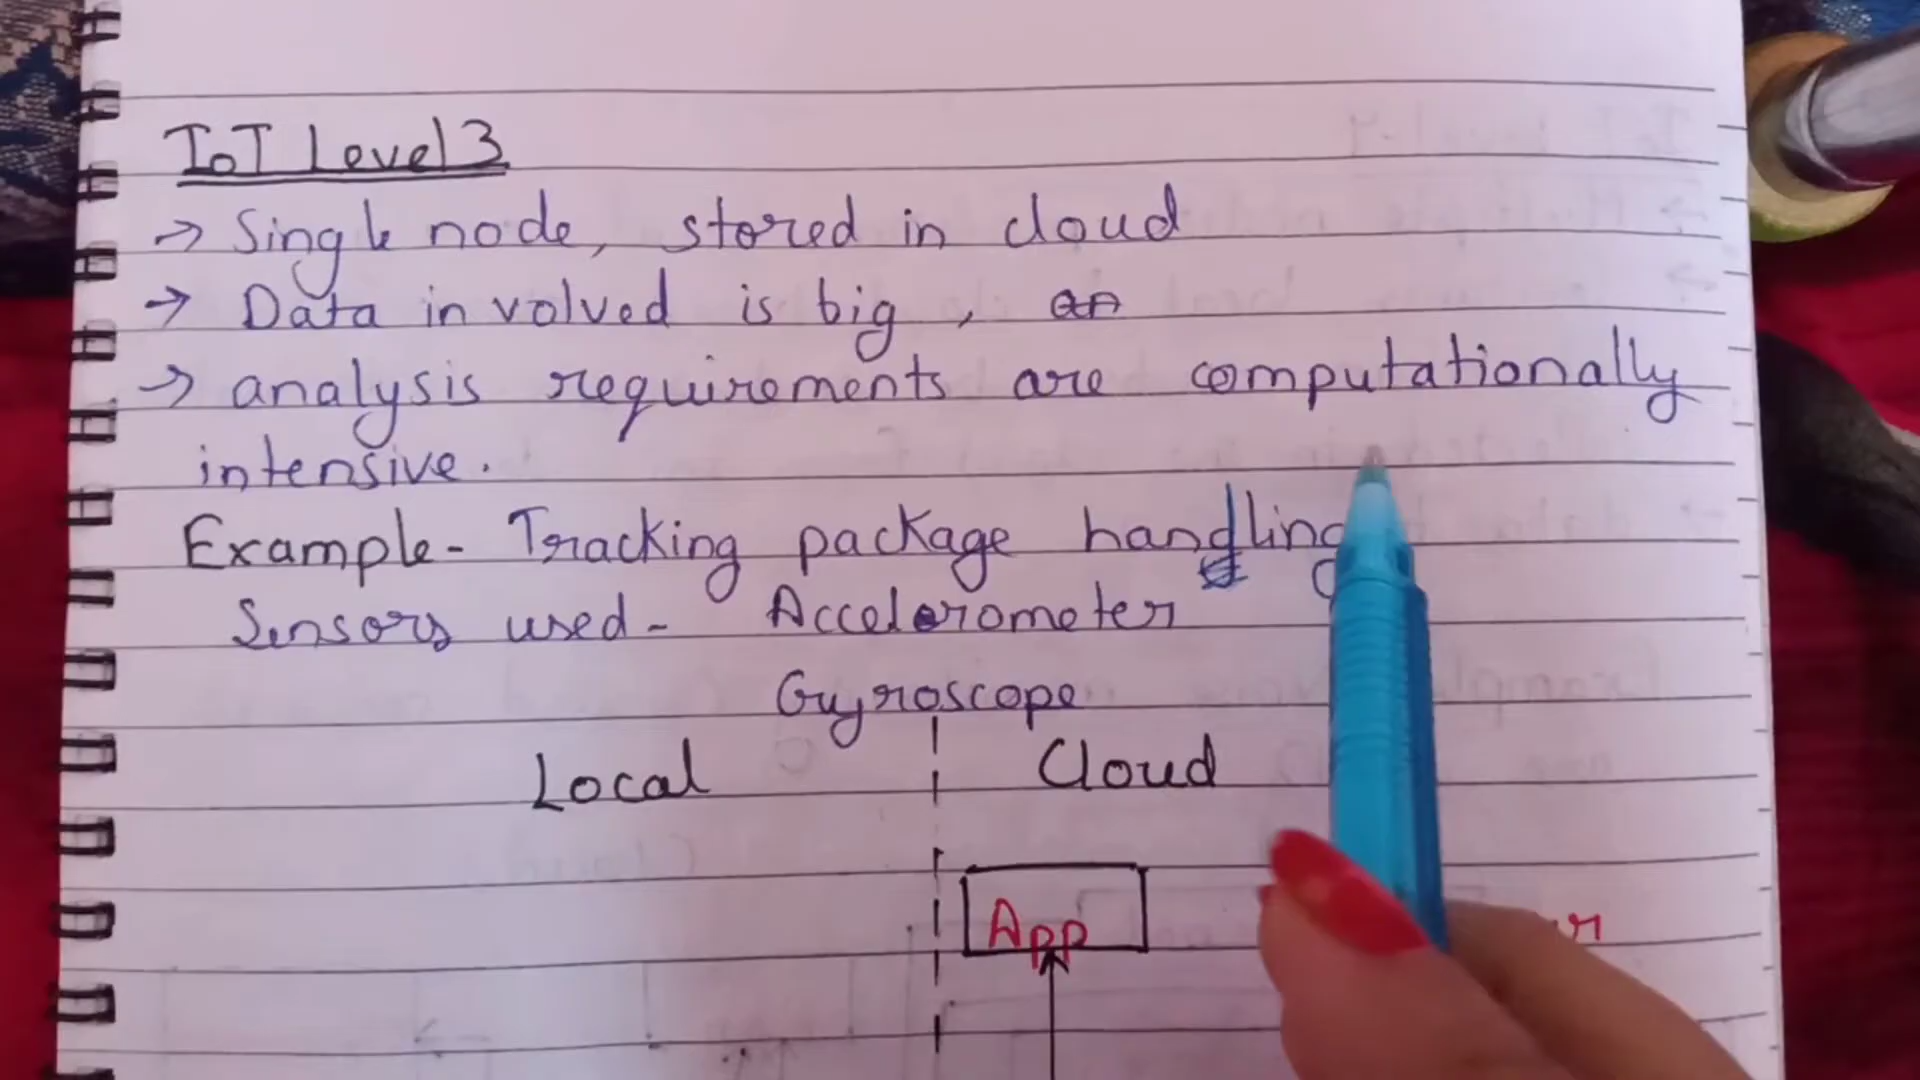 IoT Level 3
→ Single node, stored in cloud
→ Data involved is big,
→ analysis requirements are computationally
intensive.
Example - Tracking package handling
Sensors used - Accelerometer
Gyroscope
Local Cloud
App